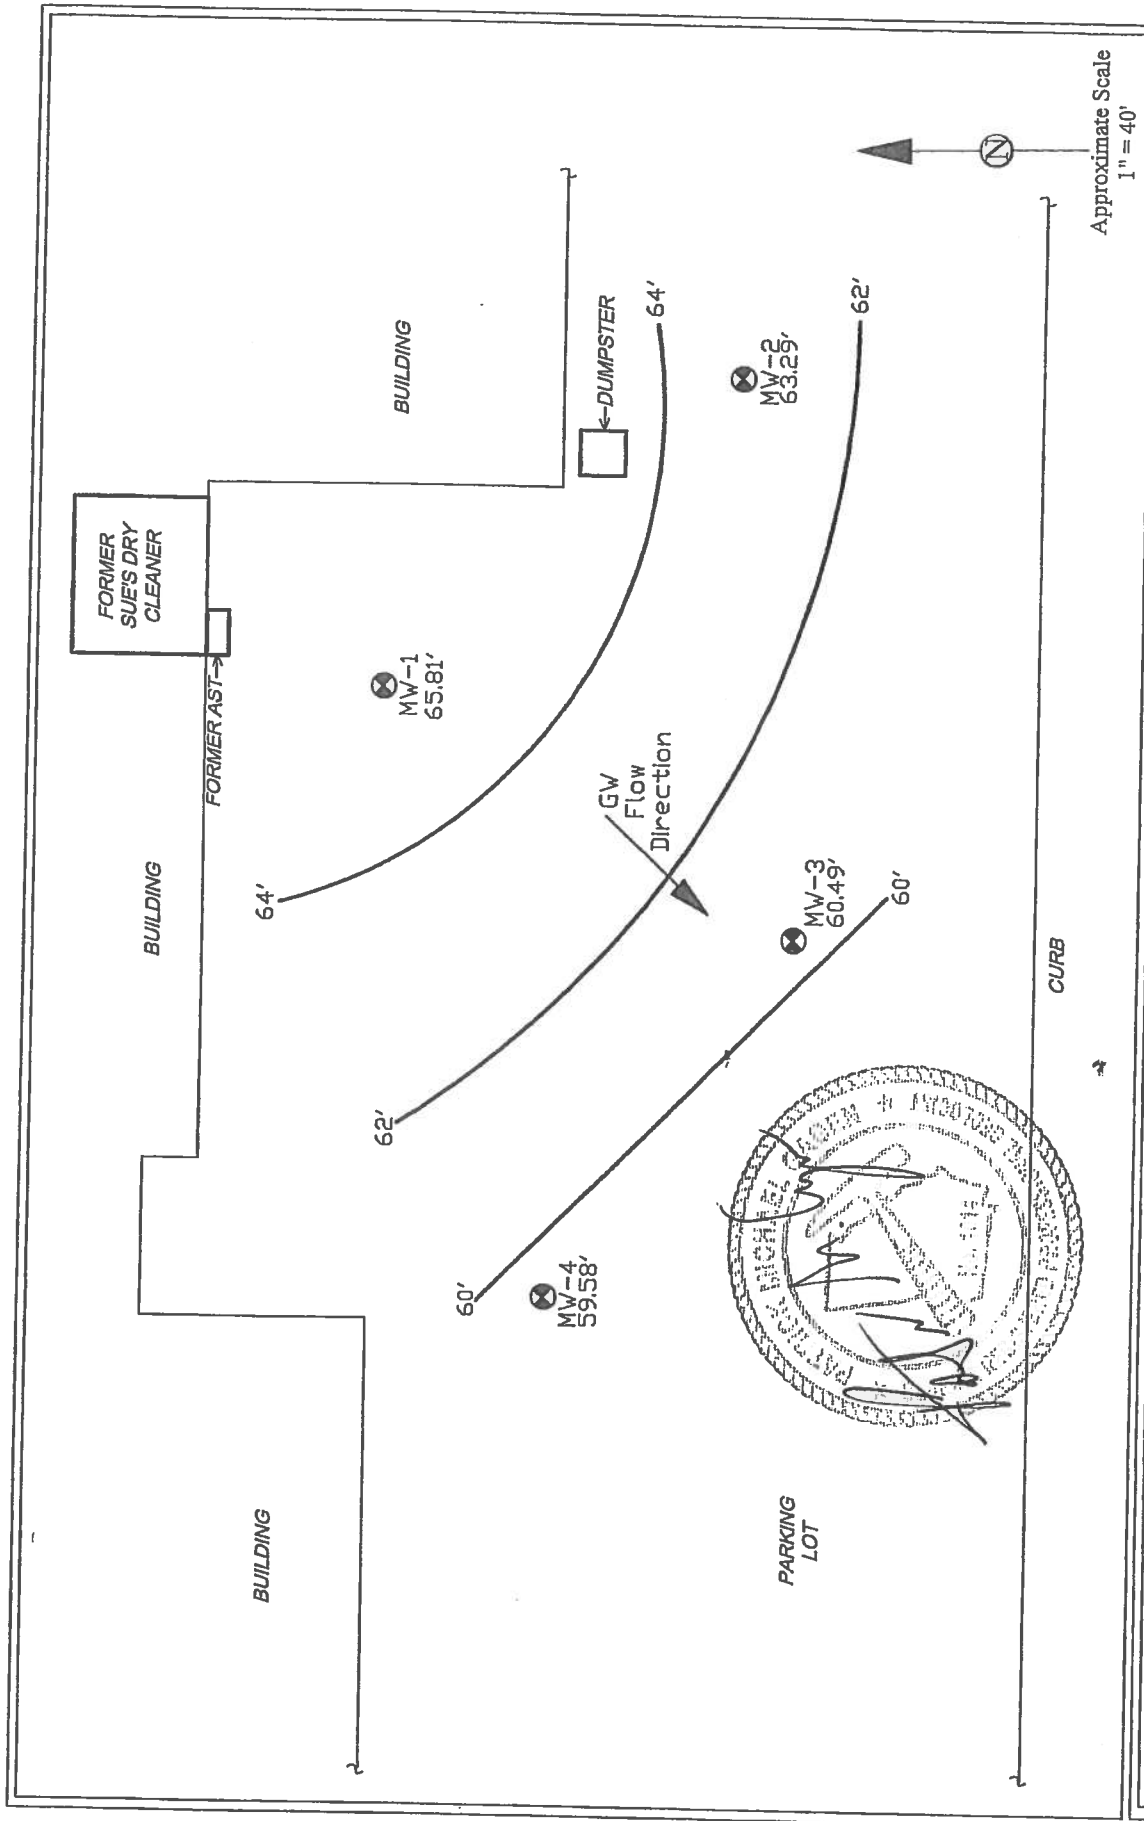 FORMER
SUE'S DRY
CLEANER
BUILDING
FORMER AST
BUILDING
BUILDING
DUMPSTER
MW-1
65.81'
64'
64'
MW-2
63.29'
62'
62'
GW
Flow
Direction
MW-3
60.49'
60'
60'
MW-4
59.58'
PARKING
LOT
CURB
N
Approximate Scale
1" = 40'